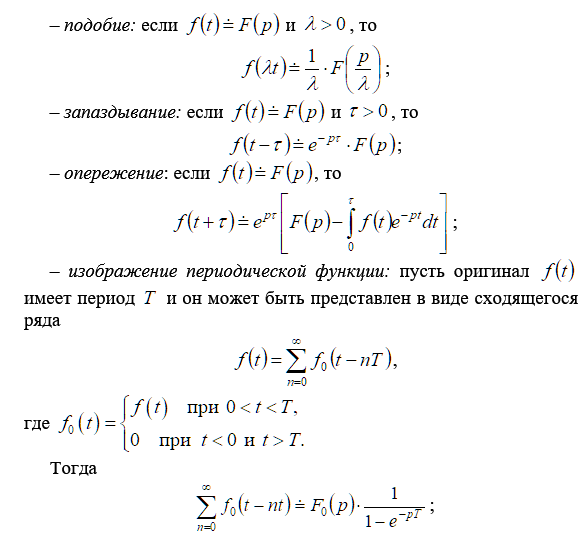 – подобие: если f(t) ≑ F(p) и λ > 0, то
f(λt) ≑ 1/λ · F(p/λ);
– запаздывание: если f(t) ≑ F(p) и τ > 0, то
f(t − τ) ≑ e^{−pτ} · F(p);
– опережение: если f(t) ≑ F(p), то
f(t + τ) ≑ e^{pτ} [F(p) − ∫_0^τ f(t)e^{−pt}dt];
– изображение периодической функции: пусть оригинал f(t)
имеет период T и он может быть представлен в виде сходящегося
ряда
f(t) = ∑_{n=0}^{∞} f_0(t − nT),
где f_0(t) = { f(t) при 0 < t < T,
0 при t < 0 и t > T.
Тогда
∑_{n=0}^{∞} f_0(t − nt) ≑ F_0(p) · 1/(1 − e^{−pT});